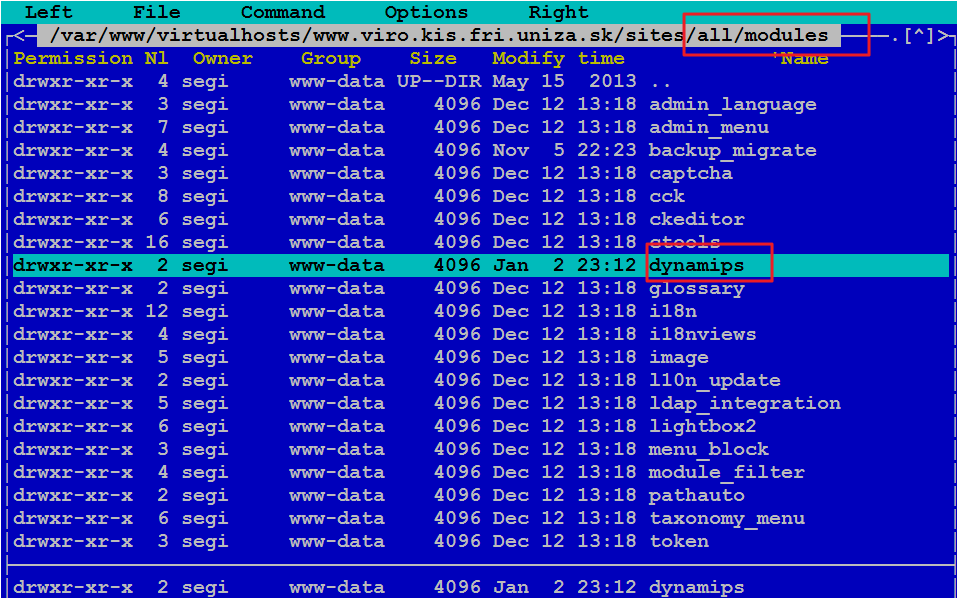 Left File Command Options Right
<─ /var/www/virtualhosts/www.viro.kis.fri.uniza.sk/sites/all/modules ──.[^]>
Permission Nl Owner Group Size Modify time 'Name
drwxr-xr-x 4 segi www-data UP--DIR May 15 2013 ..
drwxr-xr-x 3 segi www-data 4096 Dec 12 13:18 admin_language
drwxr-xr-x 7 segi www-data 4096 Dec 12 13:18 admin_menu
drwxr-xr-x 4 segi www-data 4096 Nov 5 22:23 backup_migrate
drwxr-xr-x 3 segi www-data 4096 Dec 12 13:18 captcha
drwxr-xr-x 8 segi www-data 4096 Dec 12 13:18 cck
drwxr-xr-x 6 segi www-data 4096 Dec 12 13:18 ckeditor
drwxr-xr-x 16 segi www-data 4096 Dec 12 13:18 ctools
drwxr-xr-x 2 segi www-data 4096 Jan 2 23:12 dynamips
drwxr-xr-x 2 segi www-data 4096 Dec 12 13:18 glossary
drwxr-xr-x 12 segi www-data 4096 Dec 12 13:18 i18n
drwxr-xr-x 4 segi www-data 4096 Dec 12 13:18 i18nviews
drwxr-xr-x 5 segi www-data 4096 Dec 12 13:18 image
drwxr-xr-x 2 segi www-data 4096 Dec 12 13:18 l10n_update
drwxr-xr-x 5 segi www-data 4096 Dec 12 13:18 ldap_integration
drwxr-xr-x 6 segi www-data 4096 Dec 12 13:18 lightbox2
drwxr-xr-x 3 segi www-data 4096 Dec 12 13:18 menu_block
drwxr-xr-x 4 segi www-data 4096 Dec 12 13:18 module_filter
drwxr-xr-x 2 segi www-data 4096 Dec 12 13:18 pathauto
drwxr-xr-x 6 segi www-data 4096 Dec 12 13:18 taxonomy_menu
drwxr-xr-x 3 segi www-data 4096 Dec 12 13:18 token
drwxr-xr-x 2 segi www-data 4096 Jan 2 23:12 dynamips